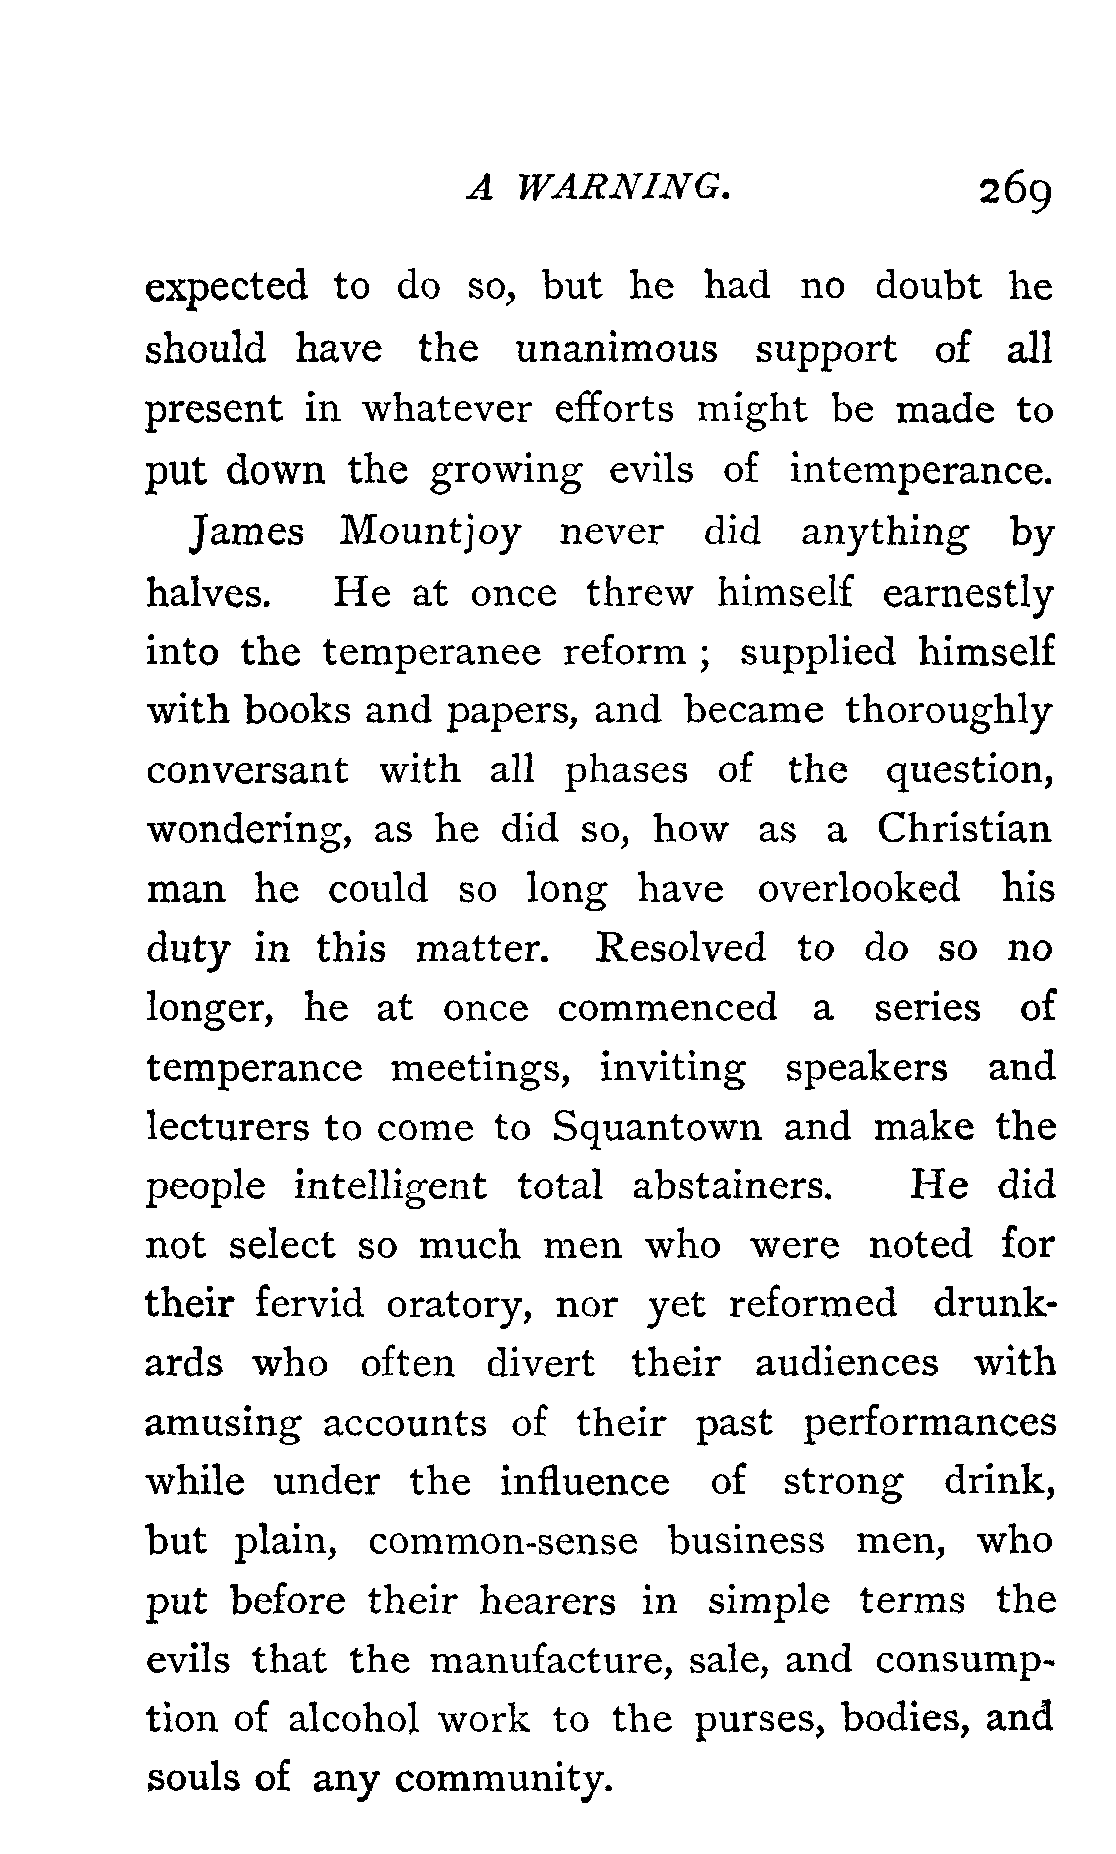 A WARNING. 269
expected to do so, but he had no doubt he
should have the unanimous support of all
present in whatever efforts might be made to
put down the growing evils of intemperance.
James Mountjoy never did anything by
halves. He at once threw himself earnestly
into the temperanee reform ; supplied himself
with books and papers, and became thoroughly
conversant with all phases of the question,
wondering, as he did so, how as a Christian
man he could so long have overlooked his
duty in this matter. Resolved to do so no
longer, he at once commenced a series of
temperance meetings, inviting speakers and
lecturers to come to Squantown and make the
people intelligent total abstainers. He did
not select so much men who were noted for
their fervid oratory, nor yet reformed drunk-
ards who often divert their audiences with
amusing accounts of their past performances
while under the influence of strong drink,
but plain, common-sense business men, who
put before their hearers in simple terms the
evils that the manufacture, sale, and consump-
tion of alcohol work to the purses, bodies, and
souls of any community.